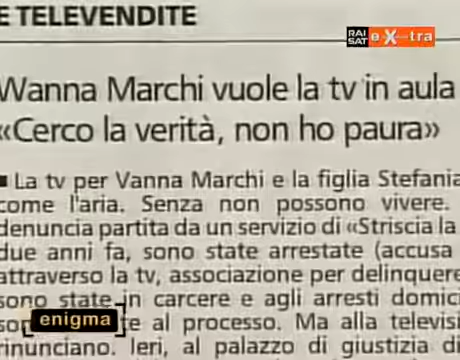 E TELEVENDITE
RAI
SAT
e-X-tra
Wanna Marchi vuole la tv in aula
«Cerco la verità, non ho paura»
La tv per Vanna Marchi e la figlia Stefania
come l'aria. Senza non possono vivere.
denuncia partita da un servizio di «Striscia la
due anni fa, sono state arrestate (accusa
attraverso la tv, associazione per delinquere
sono state in carcere e agli arresti domici
te al processo. Ma alla televisi
rinunciano. Ieri, al palazzo di giustizia di
enigma